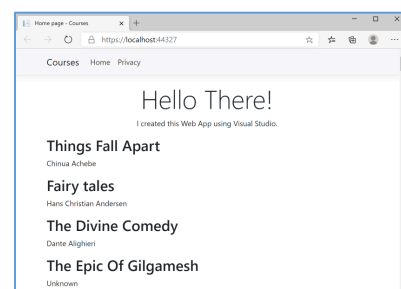 Home page - Courses
https://localhost:44327
Courses Home Privacy
Hello There!
I created this Web App using Visual Studio.
Things Fall Apart
Chinua Achebe
Fairy tales
Hans Christian Andersen
The Divine Comedy
Dante Alighieri
The Epic Of Gilgamesh
Unknown